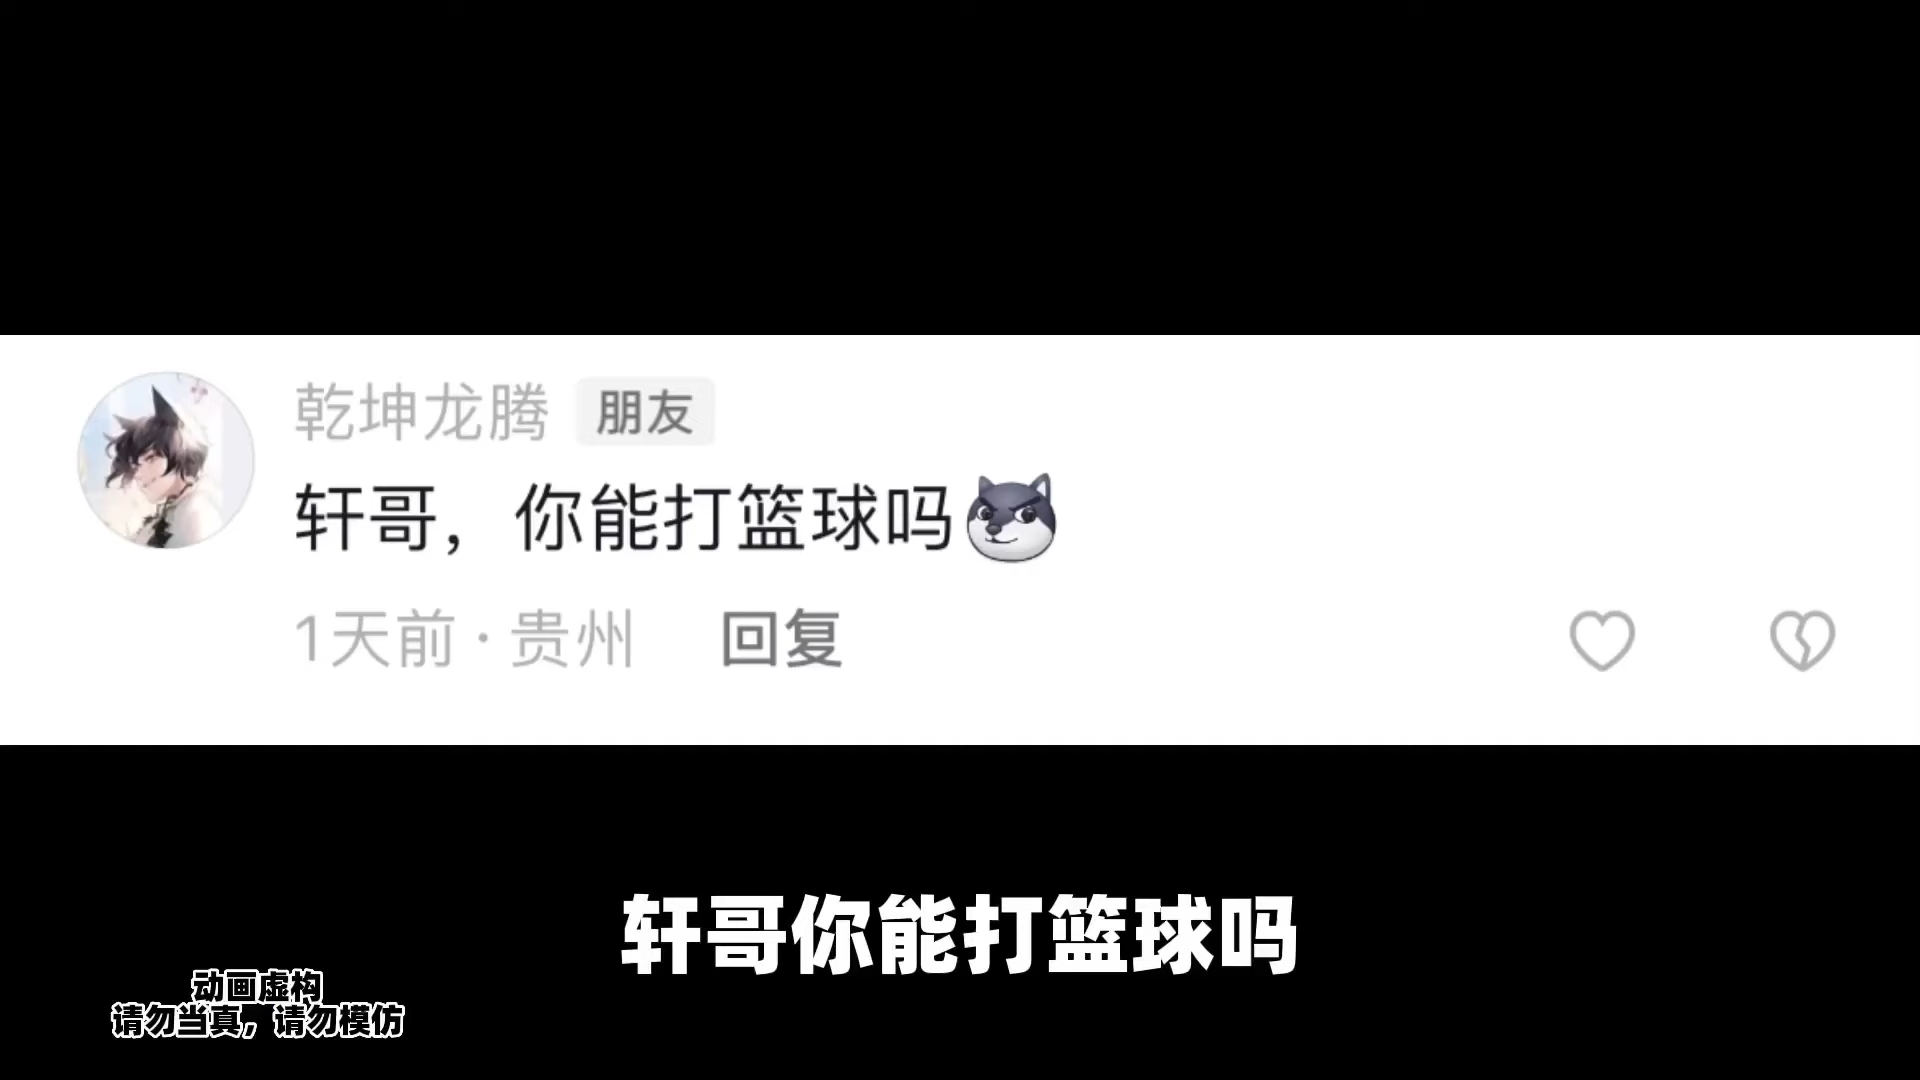 乾坤龙腾 朋友
轩哥，你能打篮球吗
1天前·贵州 回复
轩哥你能打篮球吗
动画虚构
请勿当真，请勿模仿